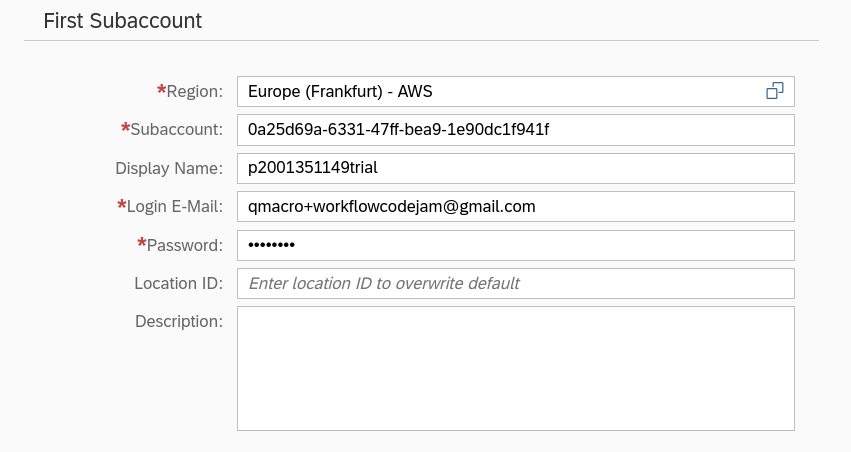 First Subaccount
*Region: Europe (Frankfurt) - AWS
*Subaccount: 0a25d69a-6331-47ff-bea9-1e90dc1f941f
Display Name: p2001351149trial
*Login E-Mail: qmacro+workflowcodejam@gmail.com
*Password: ••••••••
Location ID: Enter location ID to overwrite default
Description: